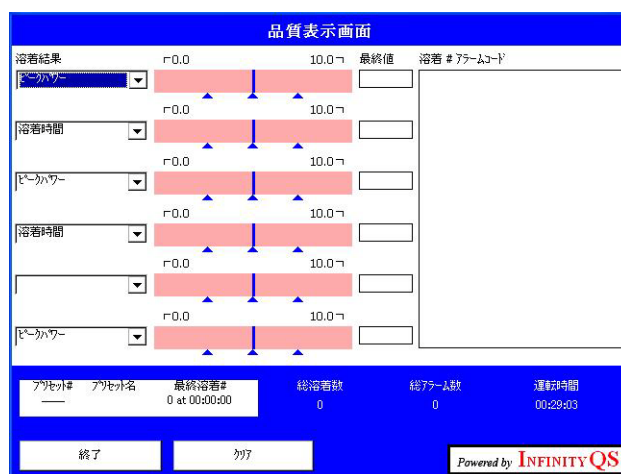 品質表示画面
溶着結果 0.0 10.0 最終値 溶着 # ｱﾗｰﾑｺｰﾄﾞ
ﾋﾟｰｸﾊﾟﾜｰ
0.0 10.0
溶着時間
0.0 10.0
ﾋﾟｰｸﾊﾟﾜｰ
0.0 10.0
溶着時間
0.0 10.0
0.0 10.0
ﾋﾟｰｸﾊﾟﾜｰ
ﾌﾟﾘｾｯﾄ# ﾌﾟﾘｾｯﾄ名 最終溶着# 総溶着数 総ｱﾗｰﾑ数 運転時間
---- 0 at 00:00:00 0 0 00:29:03
終了 ｸﾘｱ
Powered by INFINITY QS